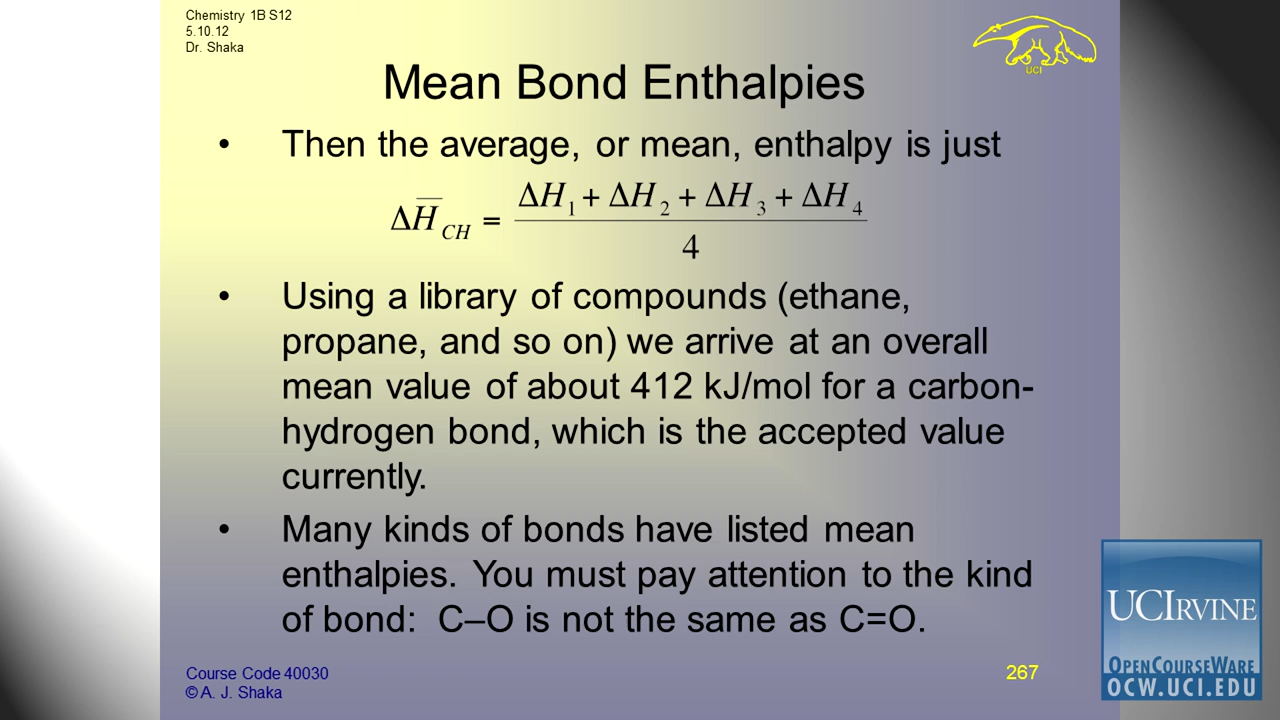 Chemistry 1B S12
5.10.12
Dr. Shaka
UCI
Mean Bond Enthalpies
• Then the average, or mean, enthalpy is just
ΔH̅_CH = (ΔH₁ + ΔH₂ + ΔH₃ + ΔH₄) / 4
• Using a library of compounds (ethane,
propane, and so on) we arrive at an overall
mean value of about 412 kJ/mol for a carbon-
hydrogen bond, which is the accepted value
currently.
• Many kinds of bonds have listed mean
enthalpies. You must pay attention to the kind
of bond: C–O is not the same as C=O.
Course Code 40030
© A. J. Shaka
267
UCIRVINE
OPENCOURSEWARE
OCW.UCI.EDU